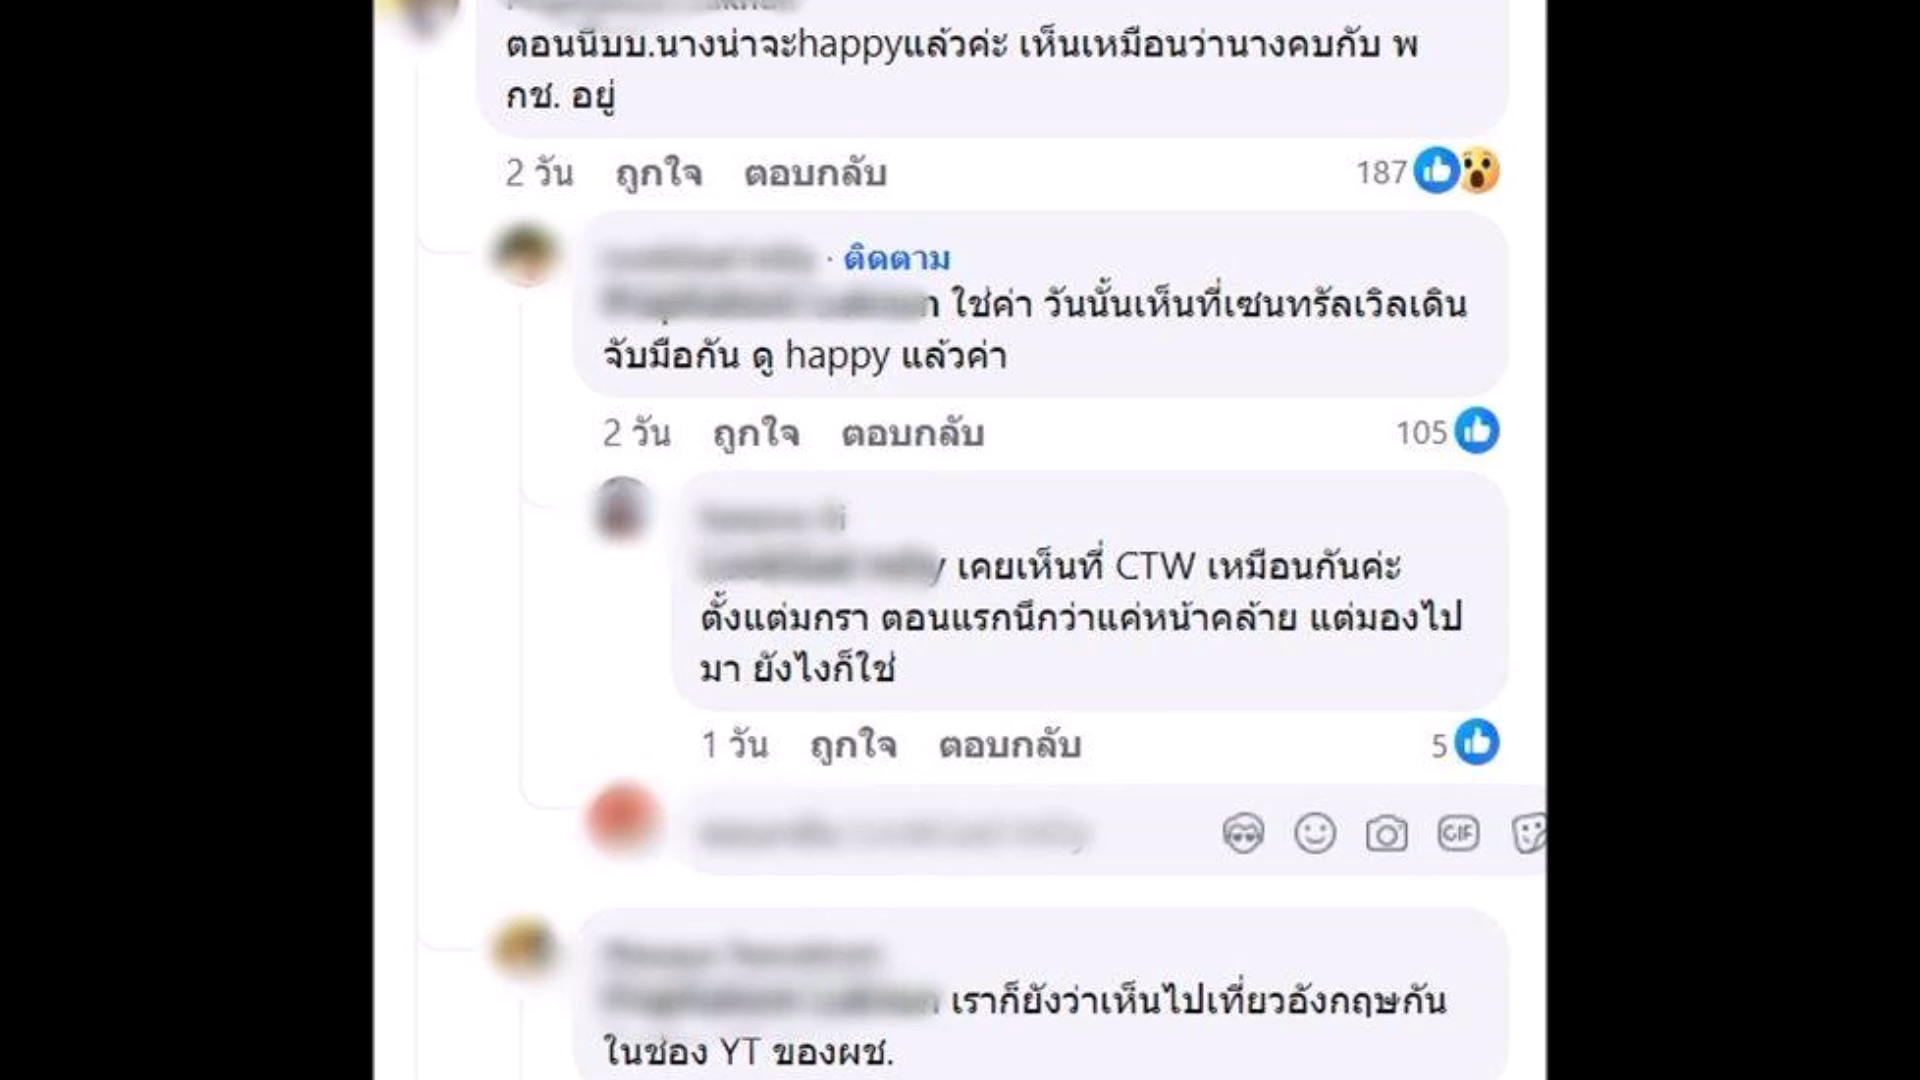 ตอนนี้บบ.นางน่าจะhappyแล้วค่ะ เห็นเหมือนว่านางคบกับ พ
กช. อยู่
2 วัน ถูกใจ ตอบกลับ 187
· ติดตาม
ใช่ค่า วันนั้นเห็นที่เซนทรัลเวิลเดิน
จับมือกัน ดู happy แล้วค่า
2 วัน ถูกใจ ตอบกลับ 105
เคยเห็นที่ CTW เหมือนกันค่ะ
ตั้งแต่มกรา ตอนแรกนึกว่าแค่หน้าคล้าย แต่มองไป
มา ยังไงก็ใช่
1 วัน ถูกใจ ตอบกลับ 5
GIF
เราก็ยังว่าเห็นไปเที่ยวอังกฤษกัน
ในช่อง YT ของผช.